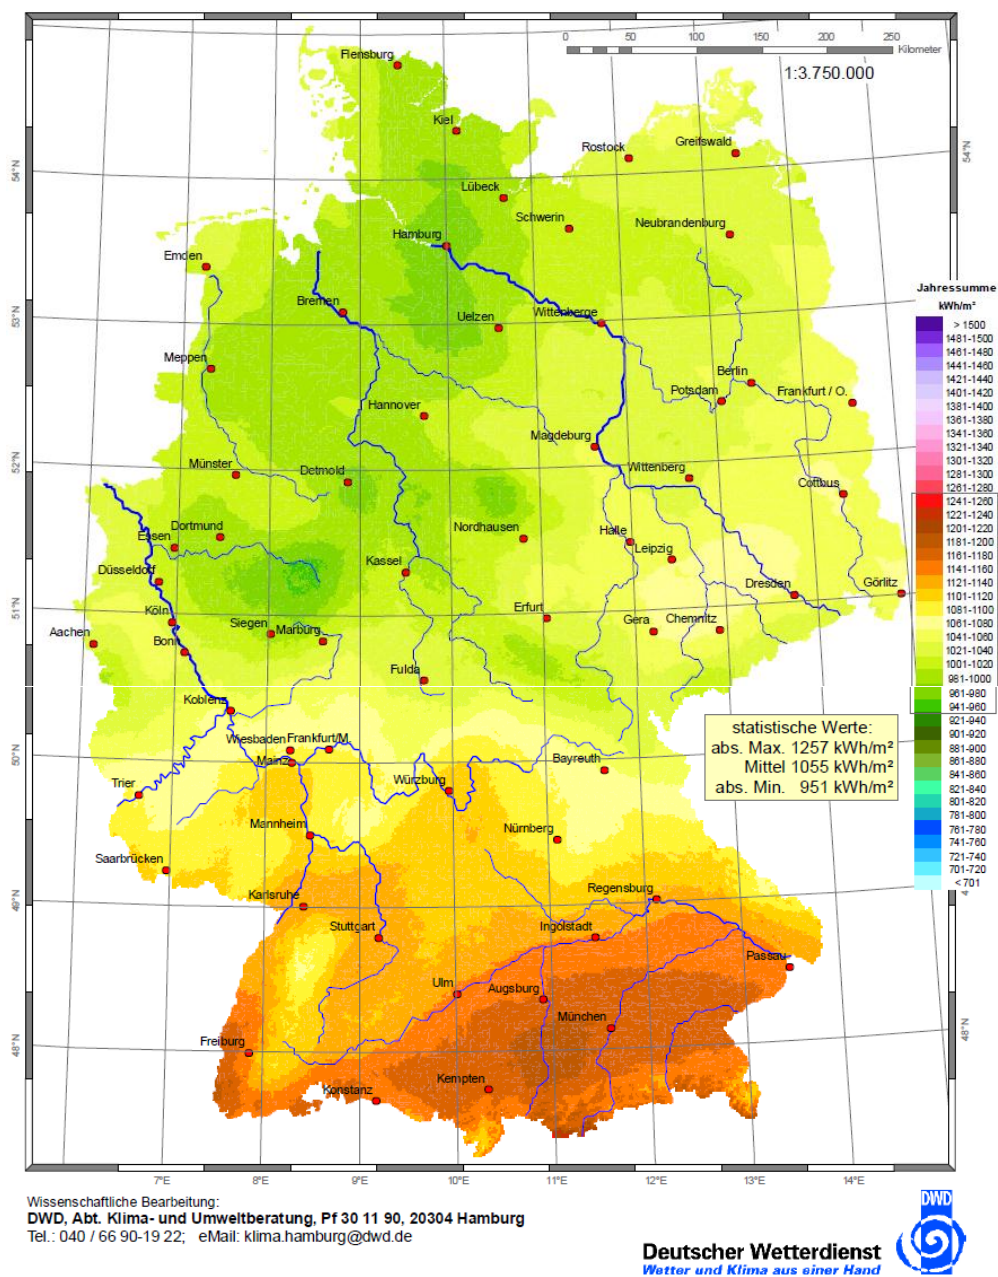 0 50 100 150 200 250
Kilometer
1:3.750.000
Flensburg
Kiel
Rostock
Greifswald
54°N
54°N
Lübeck
Schwerin
Neubrandenburg
Hamburg
Emden
Bremen
Uelzen
Wittenberge
53°N
Meppen
Berlin
Potsdam
Frankfurt / O.
Hannover
Magdeburg
52°N
Münster
Detmold
Wittenberg
Cottbus
Dortmund
Essen
Nordhausen
Halle
Leipzig
Düsseldorf
Kassel
Dresden
Görlitz
51°N
Köln
Erfurt
Aachen
Siegen
Marburg
Gera
Chemnitz
Bonn
Fulda
Koblenz
Wiesbaden
Frankfurt/M.
Mainz
50°N
Bayreuth
Trier
Würzburg
Mannheim
Nürnberg
Saarbrücken
Karlsruhe
Regensburg
49°N
4
Stuttgart
Ingolstadt
Passau
Ulm
Augsburg
München
48°N
48°N
Freiburg
Kempten
Konstanz
7°E 8°E 9°E 10°E 11°E 12°E 13°E 14°E
Jahressumme
kWh/m²
> 1500
1481-1500
1461-1480
1441-1460
1421-1440
1401-1420
1381-1400
1361-1380
1341-1360
1321-1340
1301-1320
1281-1300
1261-1280
1241-1260
1221-1240
1201-1220
1181-1200
1161-1180
1141-1160
1121-1140
1101-1120
1081-1100
1061-1080
1041-1060
1021-1040
1001-1020
981-1000
961-980
941-960
921-940
901-920
881-900
861-880
841-860
821-840
801-820
781-800
761-780
741-760
721-740
701-720
<701
statistische Werte:
abs. Max. 1257 kWh/m²
Mittel 1055 kWh/m²
abs. Min. 951 kWh/m²
Wissenschaftliche Bearbeitung:
DWD, Abt. Klima- und Umweltberatung, Pf 30 11 90, 20304 Hamburg
Tel.: 040 / 66 90-19 22; eMail: klima.hamburg@dwd.de
DWD
Deutscher Wetterdienst
Wetter und Klima aus einer Hand